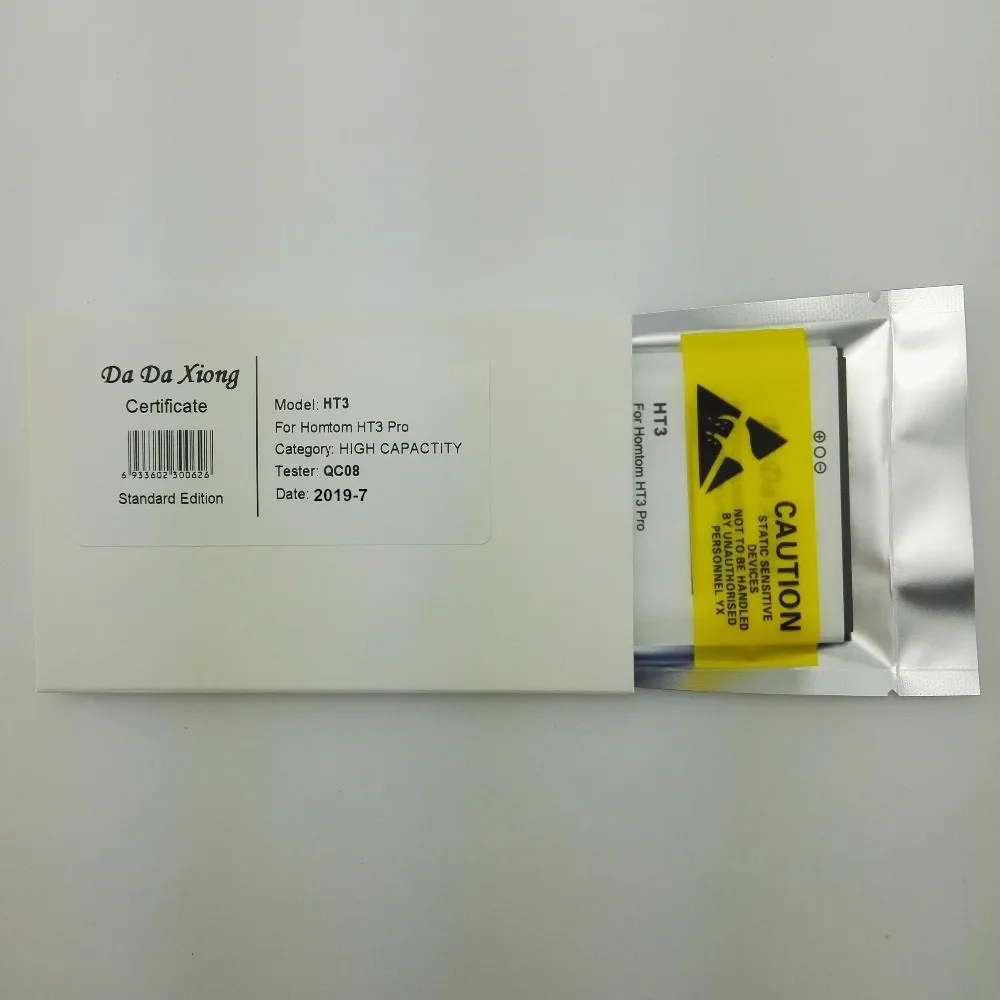 Da Da Xiong
Certificate
6 933602 300626
Standard Edition
Model: HT3
For Homtom HT3 Pro
Category: HIGH CAPACTITY
Tester: QC08
Date: 2019-7
HT3
For Homtom HT3 Pro
CAUTION
STATIC SENSITIVE
DEVICES
NOT TO BE HANDLED
BY UNAUTHORISED
PERSONNEL YX